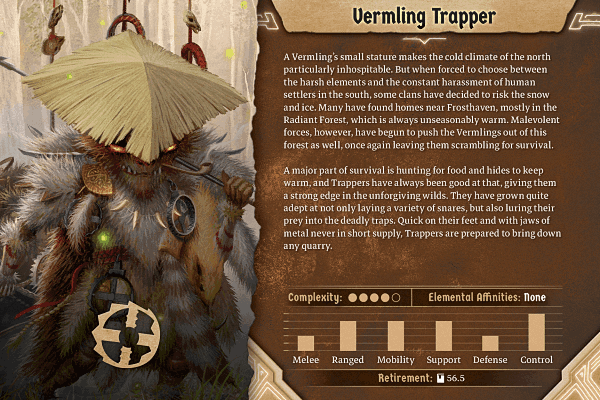 Vermling Trapper
A Vermling's small stature makes the cold climate of the north
particularly inhospitable. But when forced to choose between
the harsh elements and the constant harassment of human
settlers in the south, some clans have decided to risk the snow
and ice. Many have found homes near Frosthaven, mostly in the
Radiant Forest, which is always unseasonably warm. Malevolent
forces, however, have begun to push the Vermlings out of this
forest as well, once again leaving them scrambling for survival.
A major part of survival is hunting for food and hides to keep
warm, and Trappers have always been good at that, giving them
a strong edge in the unforgiving wilds. They have grown quite
adept at not only laying a variety of snares, but also luring their
prey into the deadly traps. Quick on their feet and with jaws of
metal never in short supply, Trappers are prepared to bring down
any quarry.
Complexity: Elemental Affinities: None
Melee Ranged Mobility Support Defense Control
Retirement: 56.5